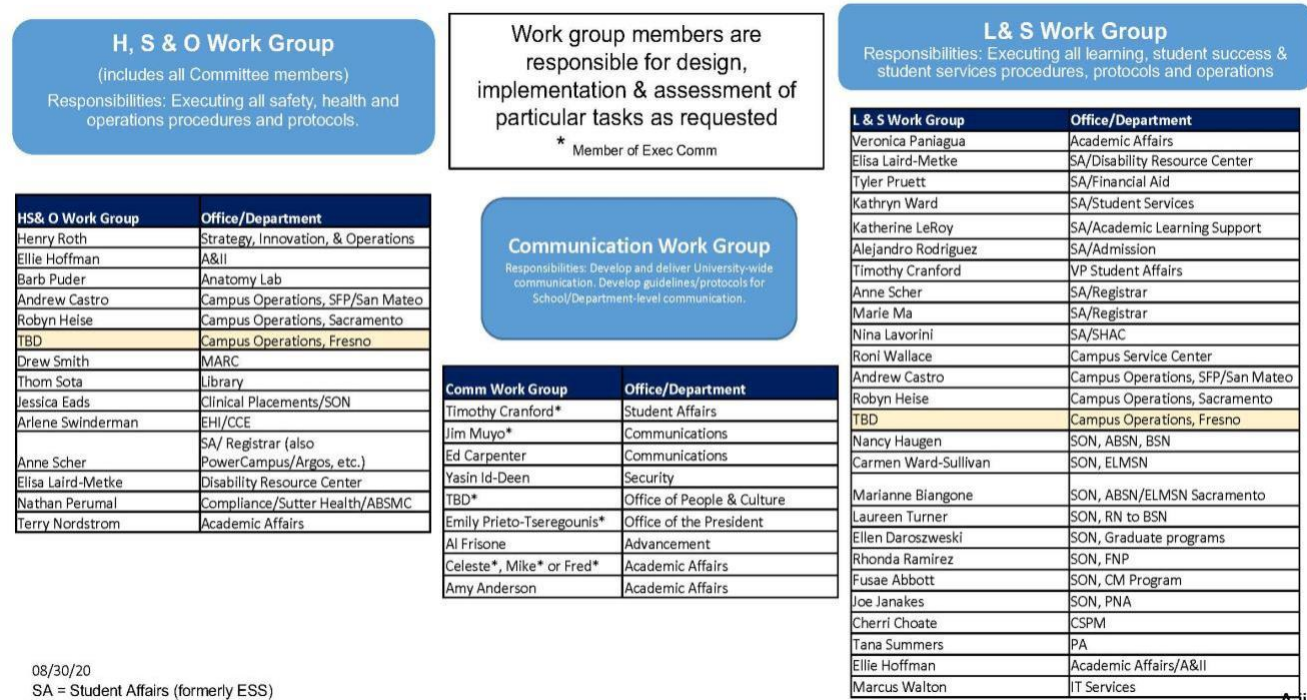 H, S & O Work Group
(includes all Committee members)
Responsibilities: Executing all safety, health and
operations procedures and protocols.
HS& O Work Group Office/Department
Henry Roth Strategy, Innovation, & Operations
Ellie Hoffman A&II
Barb Puder Anatomy Lab
Andrew Castro Campus Operations, SFP/San Mateo
Robyn Heise Campus Operations, Sacramento
TBD Campus Operations, Fresno
Drew Smith MARC
Thom Sota Library
Jessica Eads Clinical Placements/SON
Arlene Swinderman EHI/CCE
SA/ Registrar (also
Anne Scher PowerCampus/Argos, etc.)
Elisa Laird-Metke Disability Resource Center
Nathan Perumal Compliance/Sutter Health/ABSMC
Terry Nordstrom Academic Affairs
08/30/20
SA = Student Affairs (formerly ESS)
Work group members are
responsible for design,
implementation & assessment of
particular tasks as requested
* Member of Exec Comm
Communication Work Group
Responsibilities: Develop and deliver University-wide
communication. Develop guidelines/protocols for
School/Department-level communication.
Comm Work Group Office/Department
Timothy Cranford* Student Affairs
Jim Muyo* Communications
Ed Carpenter Communications
Yasin Id-Deen Security
TBD* Office of People & Culture
Emily Prieto-Tseregounis* Office of the President
Al Frisone Advancement
Celeste*, Mike* or Fred* Academic Affairs
Amy Anderson Academic Affairs
L& S Work Group
Responsibilities: Executing all learning, student success &
student services procedures, protocols and operations
L & S Work Group Office/Department
Veronica Paniagua Academic Affairs
Elisa Laird-Metke SA/Disability Resource Center
Tyler Pruett SA/Financial Aid
Kathryn Ward SA/Student Services
Katherine LeRoy SA/Academic Learning Support
Alejandro Rodriguez SA/Admission
Timothy Cranford VP Student Affairs
Anne Scher SA/Registrar
Marie Ma SA/Registrar
Nina Lavorini SA/SHAC
Roni Wallace Campus Service Center
Andrew Castro Campus Operations, SFP/San Mateo
Robyn Heise Campus Operations, Sacramento
TBD Campus Operations, Fresno
Nancy Haugen SON, ABSN, BSN
Carmen Ward-Sullivan SON, ELMSN
Marianne Biangone SON, ABSN/ELMSN Sacramento
Laureen Turner SON, RN to BSN
Ellen Daroszweski SON, Graduate programs
Rhonda Ramirez SON, FNP
Fusae Abbott SON, CM Program
Joe Janakes SON, PNA
Cherri Choate CSPM
Tana Summers PA
Ellie Hoffman Academic Affairs/A&II
Marcus Walton IT Services